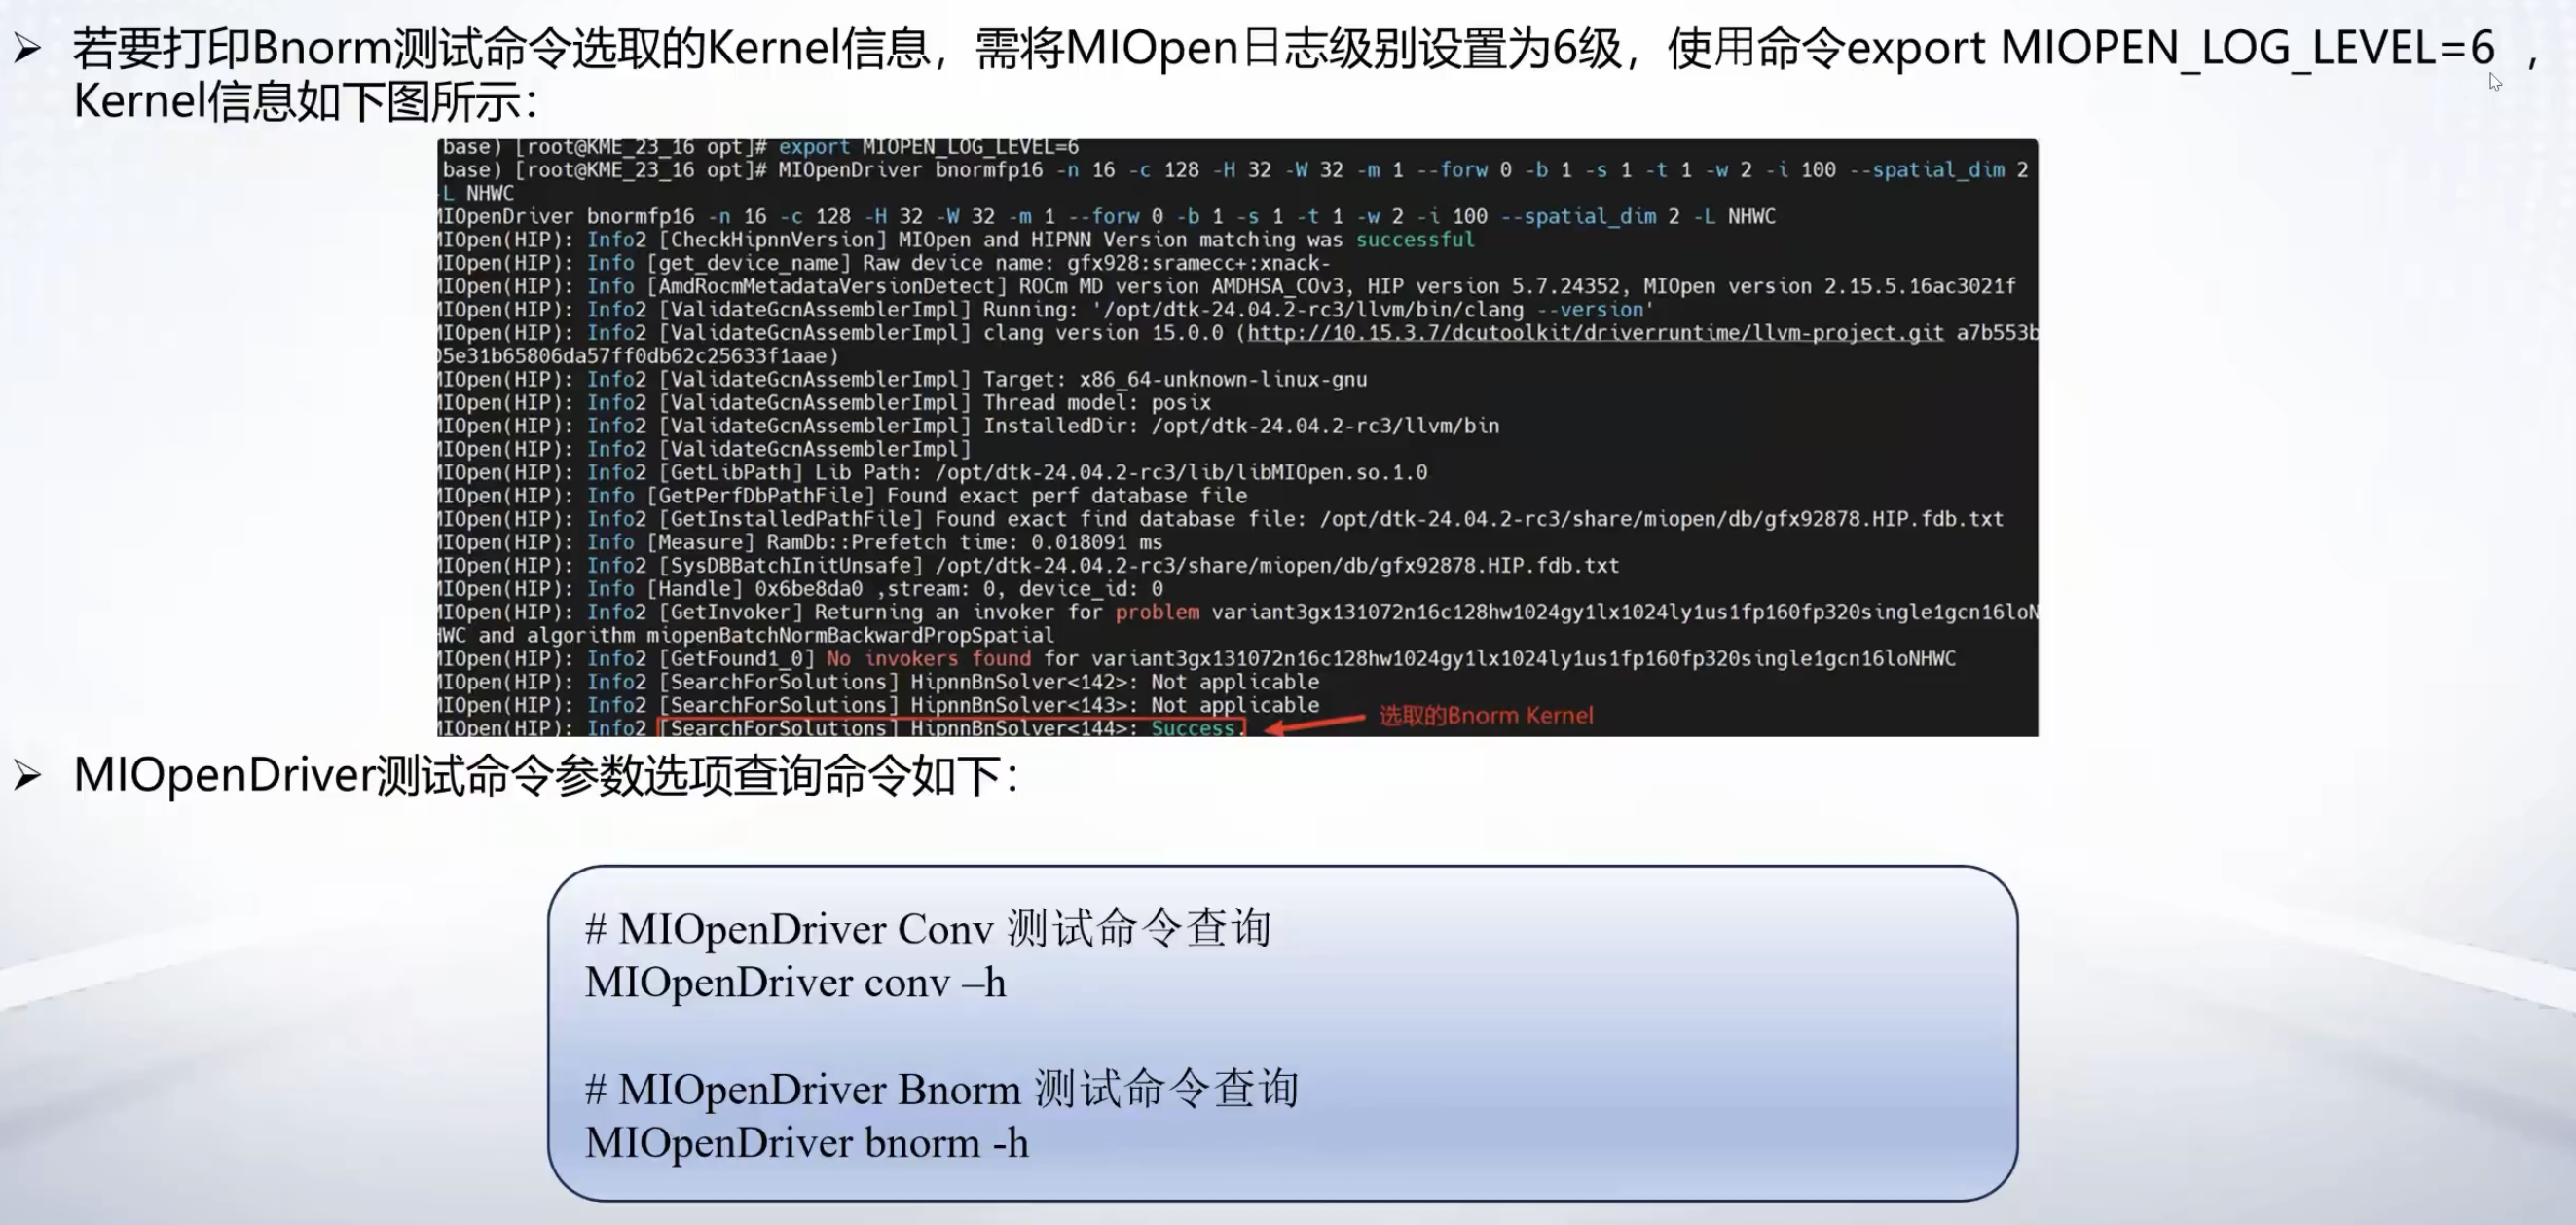 ➢ 若要打印Bnorm测试命令选取的Kernel信息，需将MIOpen日志级别设置为6级，使用命令export MIOPEN_LOG_LEVEL=6 ，
Kernel信息如下图所示：
base) [root@KME_23_16 opt]# export MIOPEN_LOG_LEVEL=6
base) [root@KME_23_16 opt]# MIOpenDriver bnormfp16 -n 16 -c 128 -H 32 -W 32 -m 1 --forw 0 -b 1 -s 1 -t 1 -w 2 -i 100 --spatial_dim 2
-L NHWC
MIOpenDriver bnormfp16 -n 16 -c 128 -H 32 -W 32 -m 1 --forw 0 -b 1 -s 1 -t 1 -w 2 -i 100 --spatial_dim 2 -L NHWC
MIOpen(HIP): Info2 [CheckHipnnVersion] MIOpen and HIPNN Version matching was successful
MIOpen(HIP): Info [get_device_name] Raw device name: gfx928:sramecc+:xnack-
MIOpen(HIP): Info [AmdRocmMetadataVersionDetect] ROCm MD version AMDHSA_COv3, HIP version 5.7.24352, MIOpen version 2.15.5.16ac3021f
MIOpen(HIP): Info2 [ValidateGcnAssemblerImpl] Running: '/opt/dtk-24.04.2-rc3/llvm/bin/clang --version'
MIOpen(HIP): Info2 [ValidateGcnAssemblerImpl] clang version 15.0.0 (http://10.15.3.7/dcutoolkit/driverruntime/llvm-project.git a7b553b
05e31b65806da57ff0db62c25633f1aae)
MIOpen(HIP): Info2 [ValidateGcnAssemblerImpl] Target: x86_64-unknown-linux-gnu
MIOpen(HIP): Info2 [ValidateGcnAssemblerImpl] Thread model: posix
MIOpen(HIP): Info2 [ValidateGcnAssemblerImpl] InstalledDir: /opt/dtk-24.04.2-rc3/llvm/bin
MIOpen(HIP): Info2 [ValidateGcnAssemblerImpl]
MIOpen(HIP): Info2 [GetLibPath] Lib Path: /opt/dtk-24.04.2-rc3/lib/libMIOpen.so.1.0
MIOpen(HIP): Info [GetPerfDbPathFile] Found exact perf database file
MIOpen(HIP): Info2 [GetInstalledPathFile] Found exact find database file: /opt/dtk-24.04.2-rc3/share/miopen/db/gfx92878.HIP.fdb.txt
MIOpen(HIP): Info [Measure] RamDb::Prefetch time: 0.018091 ms
MIOpen(HIP): Info2 [SysDBBatchInitUnsafe] /opt/dtk-24.04.2-rc3/share/miopen/db/gfx92878.HIP.fdb.txt
MIOpen(HIP): Info [Handle] 0x6be8da0 ,stream: 0, device_id: 0
MIOpen(HIP): Info2 [GetInvoker] Returning an invoker for problem variant3gx131072n16c128hw1024gy1lx1024ly1us1fp160fp320single1gcn16loN
HWC and algorithm miopenBatchNormBackwardPropSpatial
MIOpen(HIP): Info2 [GetFound1_0] No invokers found for variant3gx131072n16c128hw1024gy1lx1024ly1us1fp160fp320single1gcn16loNHWC
MIOpen(HIP): Info2 [SearchForSolutions] HipnnBnSolver<142>: Not applicable
MIOpen(HIP): Info2 [SearchForSolutions] HipnnBnSolver<143>: Not applicable
MIOpen(HIP): Info2 [SearchForSolutions] HipnnBnSolver<144>: Success.
选取的Bnorm Kernel
➢ MIOpenDriver测试命令参数选项查询命令如下：
# MIOpenDriver Conv 测试命令查询
MIOpenDriver conv –h
# MIOpenDriver Bnorm 测试命令查询
MIOpenDriver bnorm -h